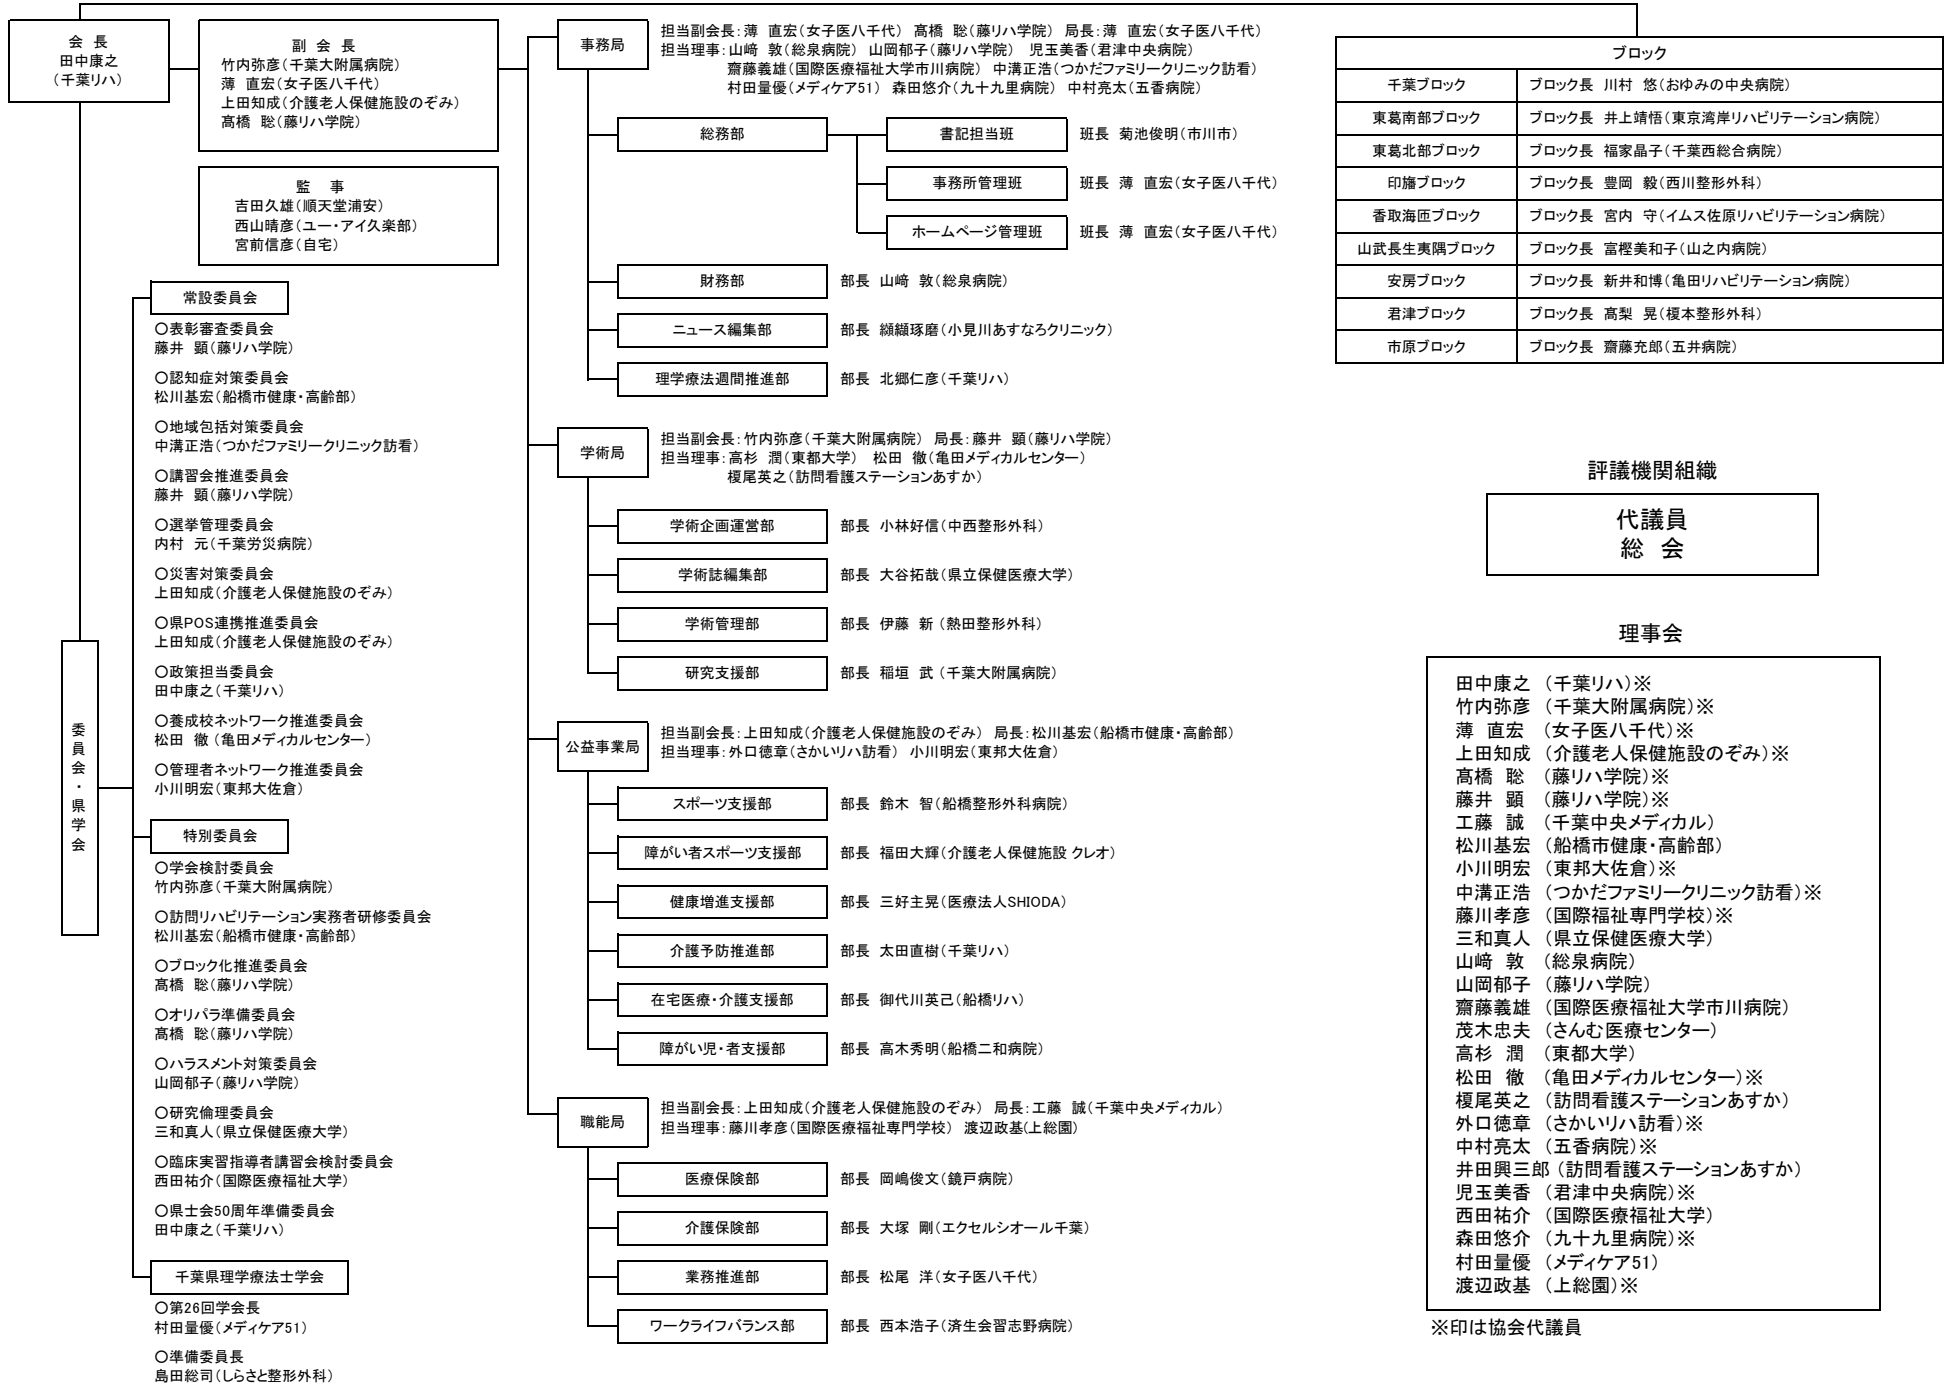 会 長
田中康之
(千葉リハ)
副 会 長
竹内弥彦(千葉大附属病院)
薄 直宏(女子医八千代)
上田知成(介護老人保健施設のぞみ)
髙橋 聡(藤リハ学院)
監 事
吉田久雄(順天堂浦安)
西山晴彦(ユー・アイ久楽部)
宮前信彦(自宅)
委員会・県学会
常設委員会
○表彰審査委員会
藤井 顕(藤リハ学院)
○認知症対策委員会
松川基宏(船橋市健康・高齢部)
○地域包括対策委員会
中溝正浩(つかだファミリークリニック訪看)
○講習会推進委員会
藤井 顕(藤リハ学院)
○選挙管理委員会
内村 元(千葉労災病院)
○災害対策委員会
上田知成(介護老人保健施設のぞみ)
○県POS連携推進委員会
上田知成(介護老人保健施設のぞみ)
○政策担当委員会
田中康之(千葉リハ)
○養成校ネットワーク推進委員会
松田 徹(亀田メディカルセンター)
○管理者ネットワーク推進委員会
小川明宏(東邦大佐倉)
特別委員会
○学会検討委員会
竹内弥彦(千葉大附属病院)
○訪問リハビリテーション実務者研修委員会
松川基宏(船橋市健康・高齢部)
○ブロック化推進委員会
髙橋 聡(藤リハ学院)
○オリパラ準備委員会
髙橋 聡(藤リハ学院)
○ハラスメント対策委員会
山岡郁子(藤リハ学院)
○研究倫理委員会
三和真人(県立保健医療大学)
○臨床実習指導者講習会検討委員会
西田祐介(国際医療福祉大学)
○県士会50周年準備委員会
田中康之(千葉リハ)
千葉県理学療法士学会
○第26回学会長
村田量優(メディケア51)
○準備委員長
島田総司(しらさと整形外科)
事務局
担当副会長:薄 直宏(女子医八千代) 髙橋 聡(藤リハ学院) 局長:薄 直宏(女子医八千代)
担当理事:山﨑 敦(総泉病院) 山岡郁子(藤リハ学院) 児玉美香(君津中央病院)
齋藤義雄(国際医療福祉大学市川病院) 中溝正浩(つかだファミリークリニック訪看)
村田量優(メディケア51) 森田悠介(九十九里病院) 中村亮太(五香病院)
総務部
書記担当班 班長 菊池俊明(市川市)
事務所管理班 班長 薄 直宏(女子医八千代)
ホームページ管理班 班長 薄 直宏(女子医八千代)
財務部 部長 山﨑 敦(総泉病院)
ニュース編集部 部長 纐纈琢磨(小見川あすなろクリニック)
理学療法週間推進部 部長 北郷仁彦(千葉リハ)
学術局
担当副会長:竹内弥彦(千葉大附属病院) 局長:藤井 顕(藤リハ学院)
担当理事:高杉 潤(東都大学) 松田 徹(亀田メディカルセンター)
榎尾英之(訪問看護ステーションあすか)
学術企画運営部 部長 小林好信(中西整形外科)
学術誌編集部 部長 大谷拓哉(県立保健医療大学)
学術管理部 部長 伊藤 新(熱田整形外科)
研究支援部 部長 稲垣 武(千葉大附属病院)
公益事業局
担当副会長:上田知成(介護老人保健施設のぞみ) 局長:松川基宏(船橋市健康・高齢部)
担当理事:外口徳章(さかいリハ訪看) 小川明宏(東邦大佐倉)
スポーツ支援部 部長 鈴木 智(船橋整形外科病院)
障がい者スポーツ支援部 部長 福田大輝(介護老人保健施設 クレオ)
健康増進支援部 部長 三好主晃(医療法人SHIODA)
介護予防推進部 部長 太田直樹(千葉リハ)
在宅医療・介護支援部 部長 御代川英己(船橋リハ)
障がい児・者支援部 部長 高木秀明(船橋二和病院)
職能局
担当副会長:上田知成(介護老人保健施設のぞみ) 局長:工藤 誠(千葉中央メディカル)
担当理事:藤川孝彦(国際医療福祉専門学校) 渡辺政基(上総園)
医療保険部 部長 岡嶋俊文(鏡戸病院)
介護保険部 部長 大塚 剛(エクセルシオール千葉)
業務推進部 部長 松尾 洋(女子医八千代)
ワークライフバランス部 部長 西本浩子(済生会習志野病院)
ブロック
千葉ブロック ブロック長 川村 悠(おゆみの中央病院)
東葛南部ブロック ブロック長 井上靖悟(東京湾岸リハビリテーション病院)
東葛北部ブロック ブロック長 福家晶子(千葉西総合病院)
印旛ブロック ブロック長 豊岡 毅(西川整形外科)
香取海匝ブロック ブロック長 宮内 守(イムス佐原リハビリテーション病院)
山武長生夷隅ブロック ブロック長 富樫美和子(山之内病院)
安房ブロック ブロック長 新井和博(亀田リハビリテーション病院)
君津ブロック ブロック長 髙梨 晃(榎本整形外科)
市原ブロック ブロック長 齋藤充郎(五井病院)
評議機関組織
代議員
総 会
理事会
田中康之 (千葉リハ)※
竹内弥彦 (千葉大附属病院)※
薄 直宏 (女子医八千代)※
上田知成 (介護老人保健施設のぞみ)※
髙橋 聡 (藤リハ学院)※
藤井 顕 (藤リハ学院)※
工藤 誠 (千葉中央メディカル)
松川基宏 (船橋市健康・高齢部)
小川明宏 (東邦大佐倉)※
中溝正浩 (つかだファミリークリニック訪看)※
藤川孝彦 (国際福祉専門学校)※
三和真人 (県立保健医療大学)
山﨑 敦 (総泉病院)
山岡郁子 (藤リハ学院)
齋藤義雄 (国際医療福祉大学市川病院)
茂木忠夫 (さんむ医療センター)
高杉 潤 (東都大学)
松田 徹 (亀田メディカルセンター)※
榎尾英之 (訪問看護ステーションあすか)
外口徳章 (さかいリハ訪看)※
中村亮太 (五香病院)※
井田興三郎 (訪問看護ステーションあすか)
児玉美香 (君津中央病院)※
西田祐介 (国際医療福祉大学)
森田悠介 (九十九里病院)※
村田量優 (メディケア51)
渡辺政基 (上総園)※
※印は協会代議員